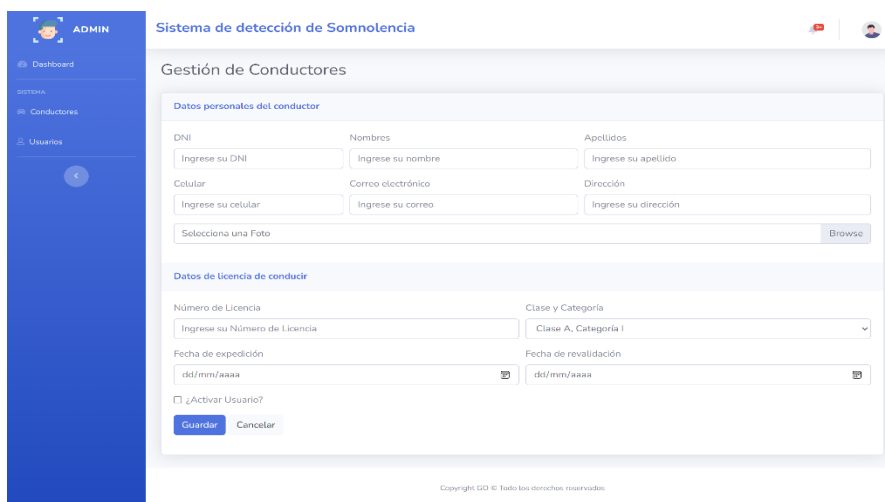 ADMIN
Sistema de detección de Somnolencia
3+
Dashboard
Gestión de Conductores
SISTEMA
Conductores
Usuarios
Datos personales del conductor
DNI Nombres Apellidos
Ingrese su DNI Ingrese su nombre Ingrese su apellido
Celular Correo electrónico Dirección
Ingrese su celular Ingrese su correo Ingrese su dirección
Selecciona una Foto Browse
Datos de licencia de conducir
Número de Licencia Clase y Categoría
Ingrese su Número de Licencia Clase A, Categoría I
Fecha de expedición Fecha de revalidación
dd/mm/aaaa dd/mm/aaaa
¿Activar Usuario?
Guardar Cancelar
Copyright GO © Todo los derechos reservados